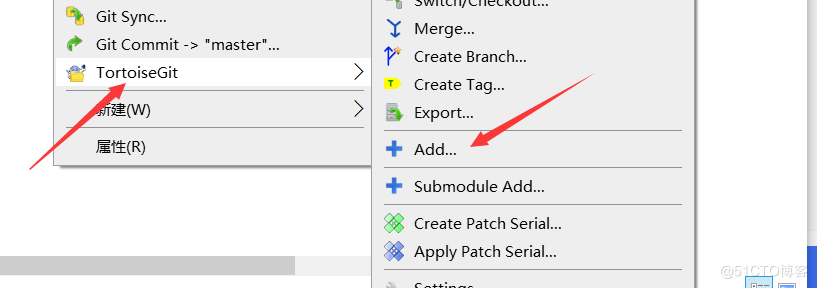 Git Sync...
Git Commit -> "master"...
TortoiseGit
新建(W)
属性(R)
Switch/Checkout...
Merge...
Create Branch...
Create Tag...
Export...
Add...
Submodule Add...
Create Patch Serial...
Apply Patch Serial...
Settings
@51CTO博客